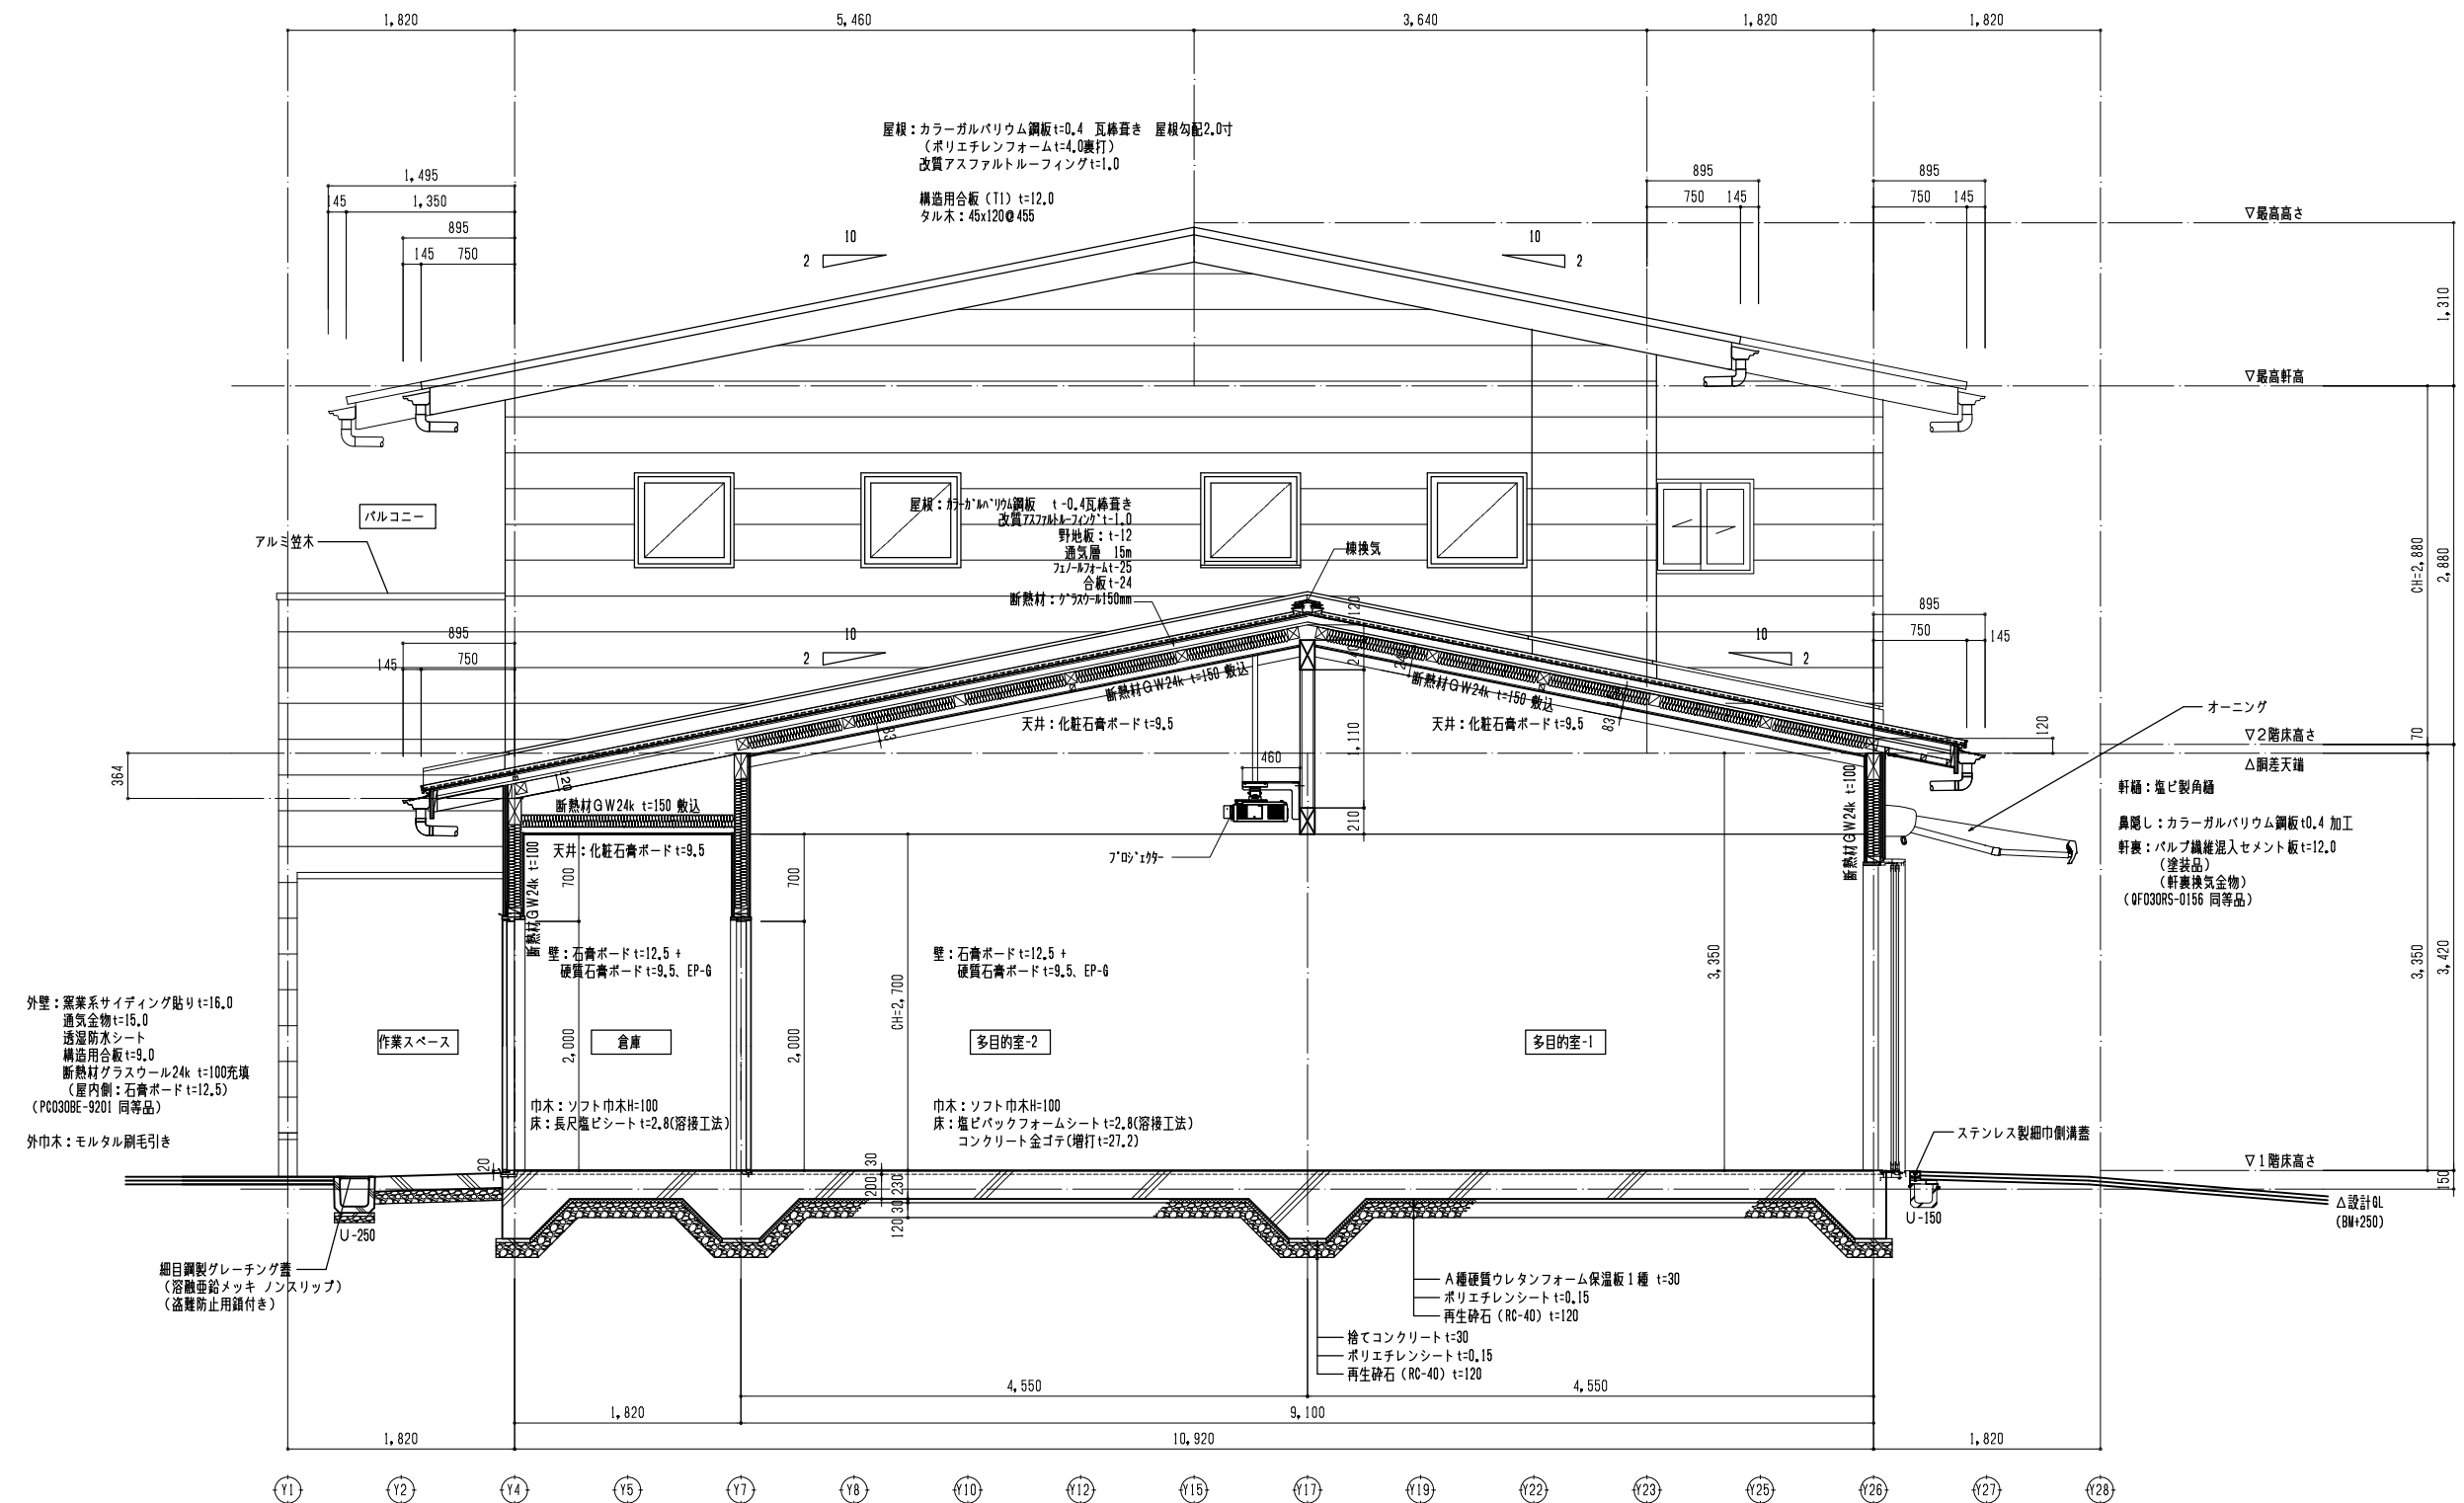 1,820
5,460
3,640
1,820
1,820
屋根：カラーガルバリウム鋼板t=0.4　瓦棒葺き　屋根勾配2.0寸
（ポリエチレンフォームt=4.0裏打）
改質アスファルトルーフィングt=1.0
構造用合板（T1）t=12.0
タル木：45x120@455
1,495
145
1,350
895
145
750
895
750
145
895
750
145
▽最高高さ
10
2
10
2
1,310
▽最高軒高
バルコニー
アルミ笠木
屋根：ｶﾗｰｶﾞﾙﾊﾞﾘｳﾑ鋼板　t-0.4瓦棒葺き
改質ｱｽﾌｧﾙﾄﾙｰﾌｨﾝｸﾞt-1.0
野地板：t-12
通気層　15m
ﾌｪﾉｰﾙﾌｫｰﾑt-25
合板t-24
断熱材：ｸﾞﾗｽｳｰﾙ150mm
棟換気
CH=2,880
2,880
895
145
750
10
2
120
240
10
2
895
750
145
断熱材GW24k t=150 敷込
断熱材GW24k t=150 敷込
天井：化粧石膏ボードt=9.5
天井：化粧石膏ボードt=9.5
83
83
オーニング
120
70
▽2階床高さ
△胴差天端
364
120
460
1,110
210
断熱材GW24k t=150 敷込
天井：化粧石膏ボードt=9.5
断熱材GW24k t=100
断熱材GW24k t=100
ﾌﾟﾛｼﾞｪｸﾀｰ
軒樋：塩ビ製角樋
鼻隠し：カラーガルバリウム鋼板t0.4 加工
軒裏：パルプ繊維混入セメント板t=12.0
（塗装品）
（軒裏換気金物）
（QF030RS-0156 同等品）
700
700
壁：石膏ボードt=12.5 +
硬質石膏ボードt=9.5、EP-G
壁：石膏ボードt=12.5 +
硬質石膏ボードt=9.5、EP-G
3,350
3,350
3,420
CH=2,700
2,000
2,000
外壁：窯業系サイディング貼りt=16.0
通気金物t=15.0
透湿防水シート
構造用合板t=9.0
断熱材グラスウール24k t=100充填
（屋内側：石膏ボードt=12.5）
（PC030BE-9201 同等品）
外巾木：モルタル刷毛引き
作業スペース
倉庫
多目的室-2
多目的室-1
巾木：ソフト巾木H=100
床：長尺塩ビシートt=2.8(溶接工法)
巾木：ソフト巾木H=100
床：塩ビバックフォームシートt=2.8(溶接工法)
コンクリート金ゴテ(増打t=27.2)
ステンレス製細巾側溝蓋
▽1階床高さ
20
30
200
230
30
120
150
△設計GL
(BM+250)
U-250
U-150
細目鋼製グレーチング蓋
（溶融亜鉛メッキ ノンスリップ）
（盗難防止用鎖付き）
A種硬質ウレタンフォーム保温板1種 t=30
ポリエチレンシートt=0.15
再生砕石（RC-40）t=120
捨てコンクリートt=30
ポリエチレンシートt=0.15
再生砕石（RC-40）t=120
4,550
4,550
1,820
9,100
1,820
10,920
1,820
Y1 Y2 Y4 Y5 Y7 Y8 Y10 Y12 Y15 Y17 Y19 Y22 Y23 Y25 Y26 Y27 Y28